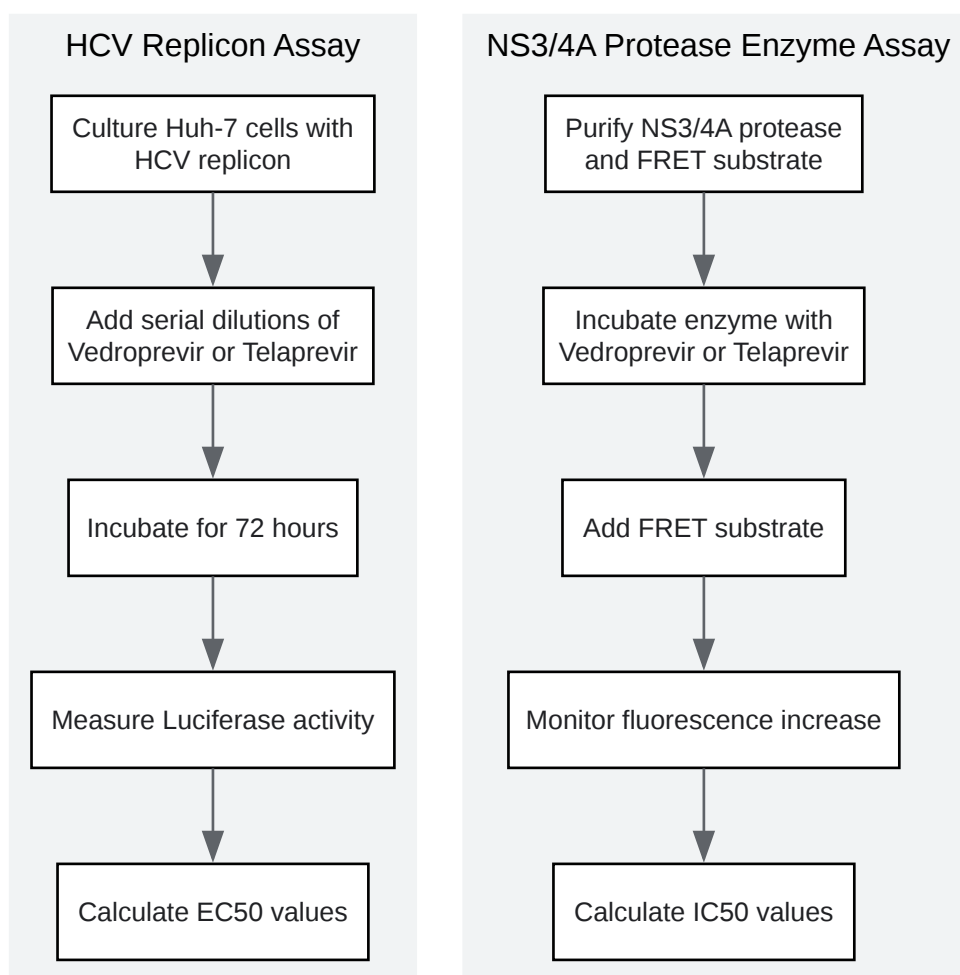 HCV Replicon Assay
Culture Huh-7 cells with
HCV replicon
Add serial dilutions of
Vedroprevir or Telaprevir
Incubate for 72 hours
Measure Luciferase activity
Calculate EC50 values
NS3/4A Protease Enzyme Assay
Purify NS3/4A protease
and FRET substrate
Incubate enzyme with
Vedroprevir or Telaprevir
Add FRET substrate
Monitor fluorescence increase
Calculate IC50 values